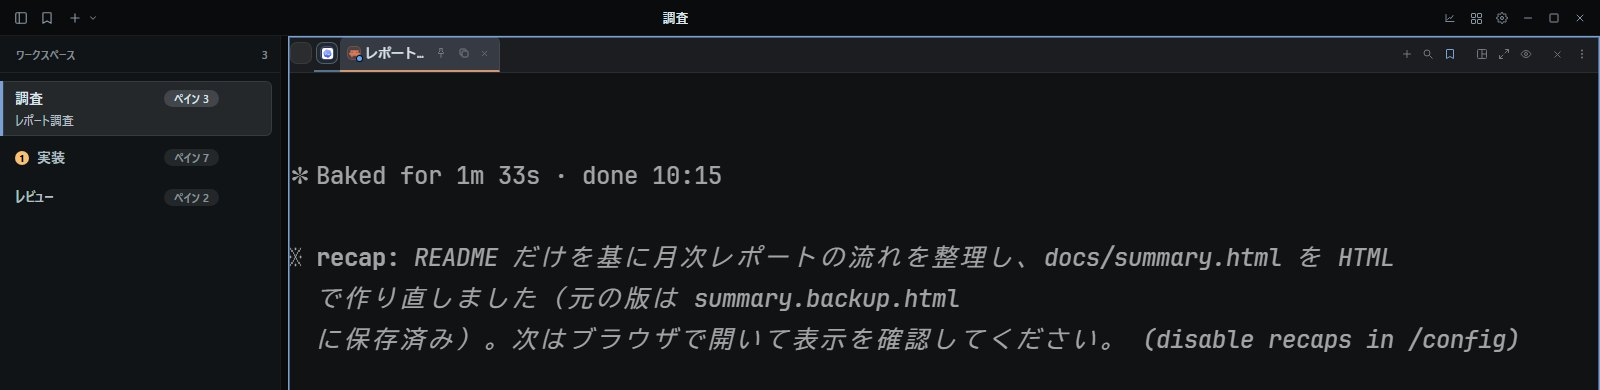 調査
ワークスペース 3
調査 ペイン 3
レポート調査
1 実装 ペイン 7
レビュー ペイン 2
レポート...
✻ Baked for 1m 33s · done 10:15
※ recap: README だけを基に月次レポートの流れを整理し、docs/summary.html を HTML
で作り直しました（元の版は summary.backup.html
に保存済み）。次はブラウザで開いて表示を確認してください。 (disable recaps in /config)